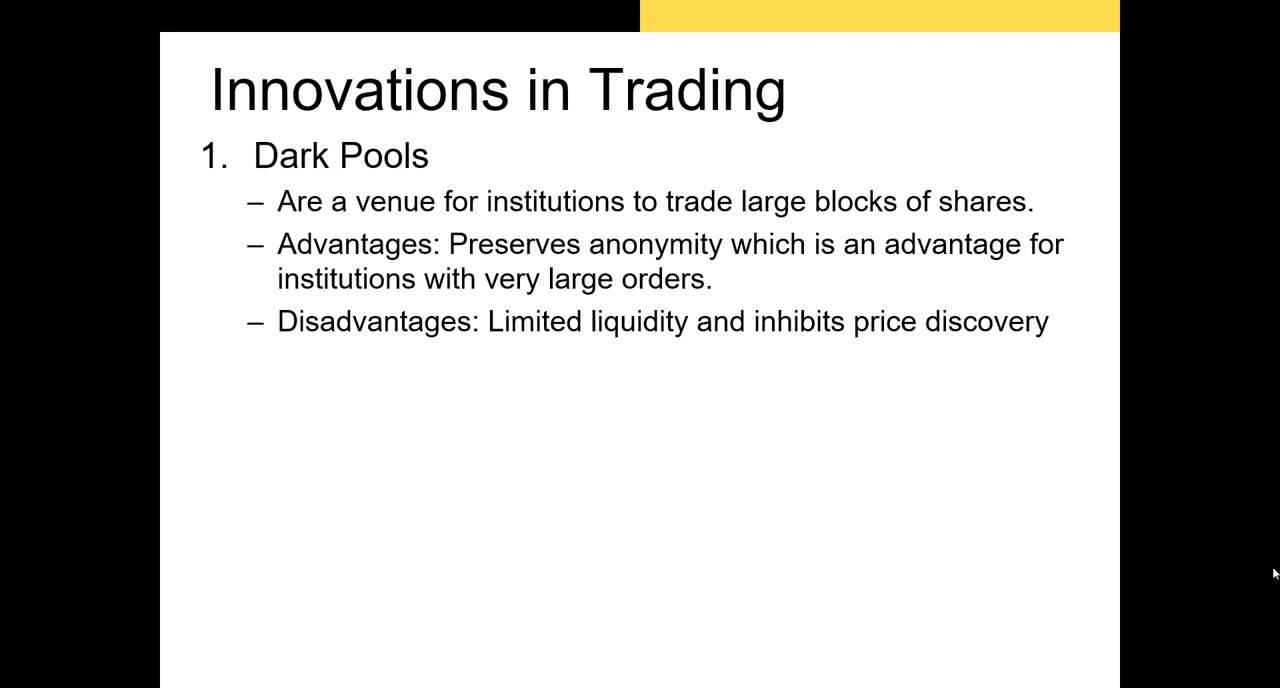 Innovations in Trading
1. Dark Pools
– Are a venue for institutions to trade large blocks of shares.
– Advantages: Preserves anonymity which is an advantage for
institutions with very large orders.
– Disadvantages: Limited liquidity and inhibits price discovery